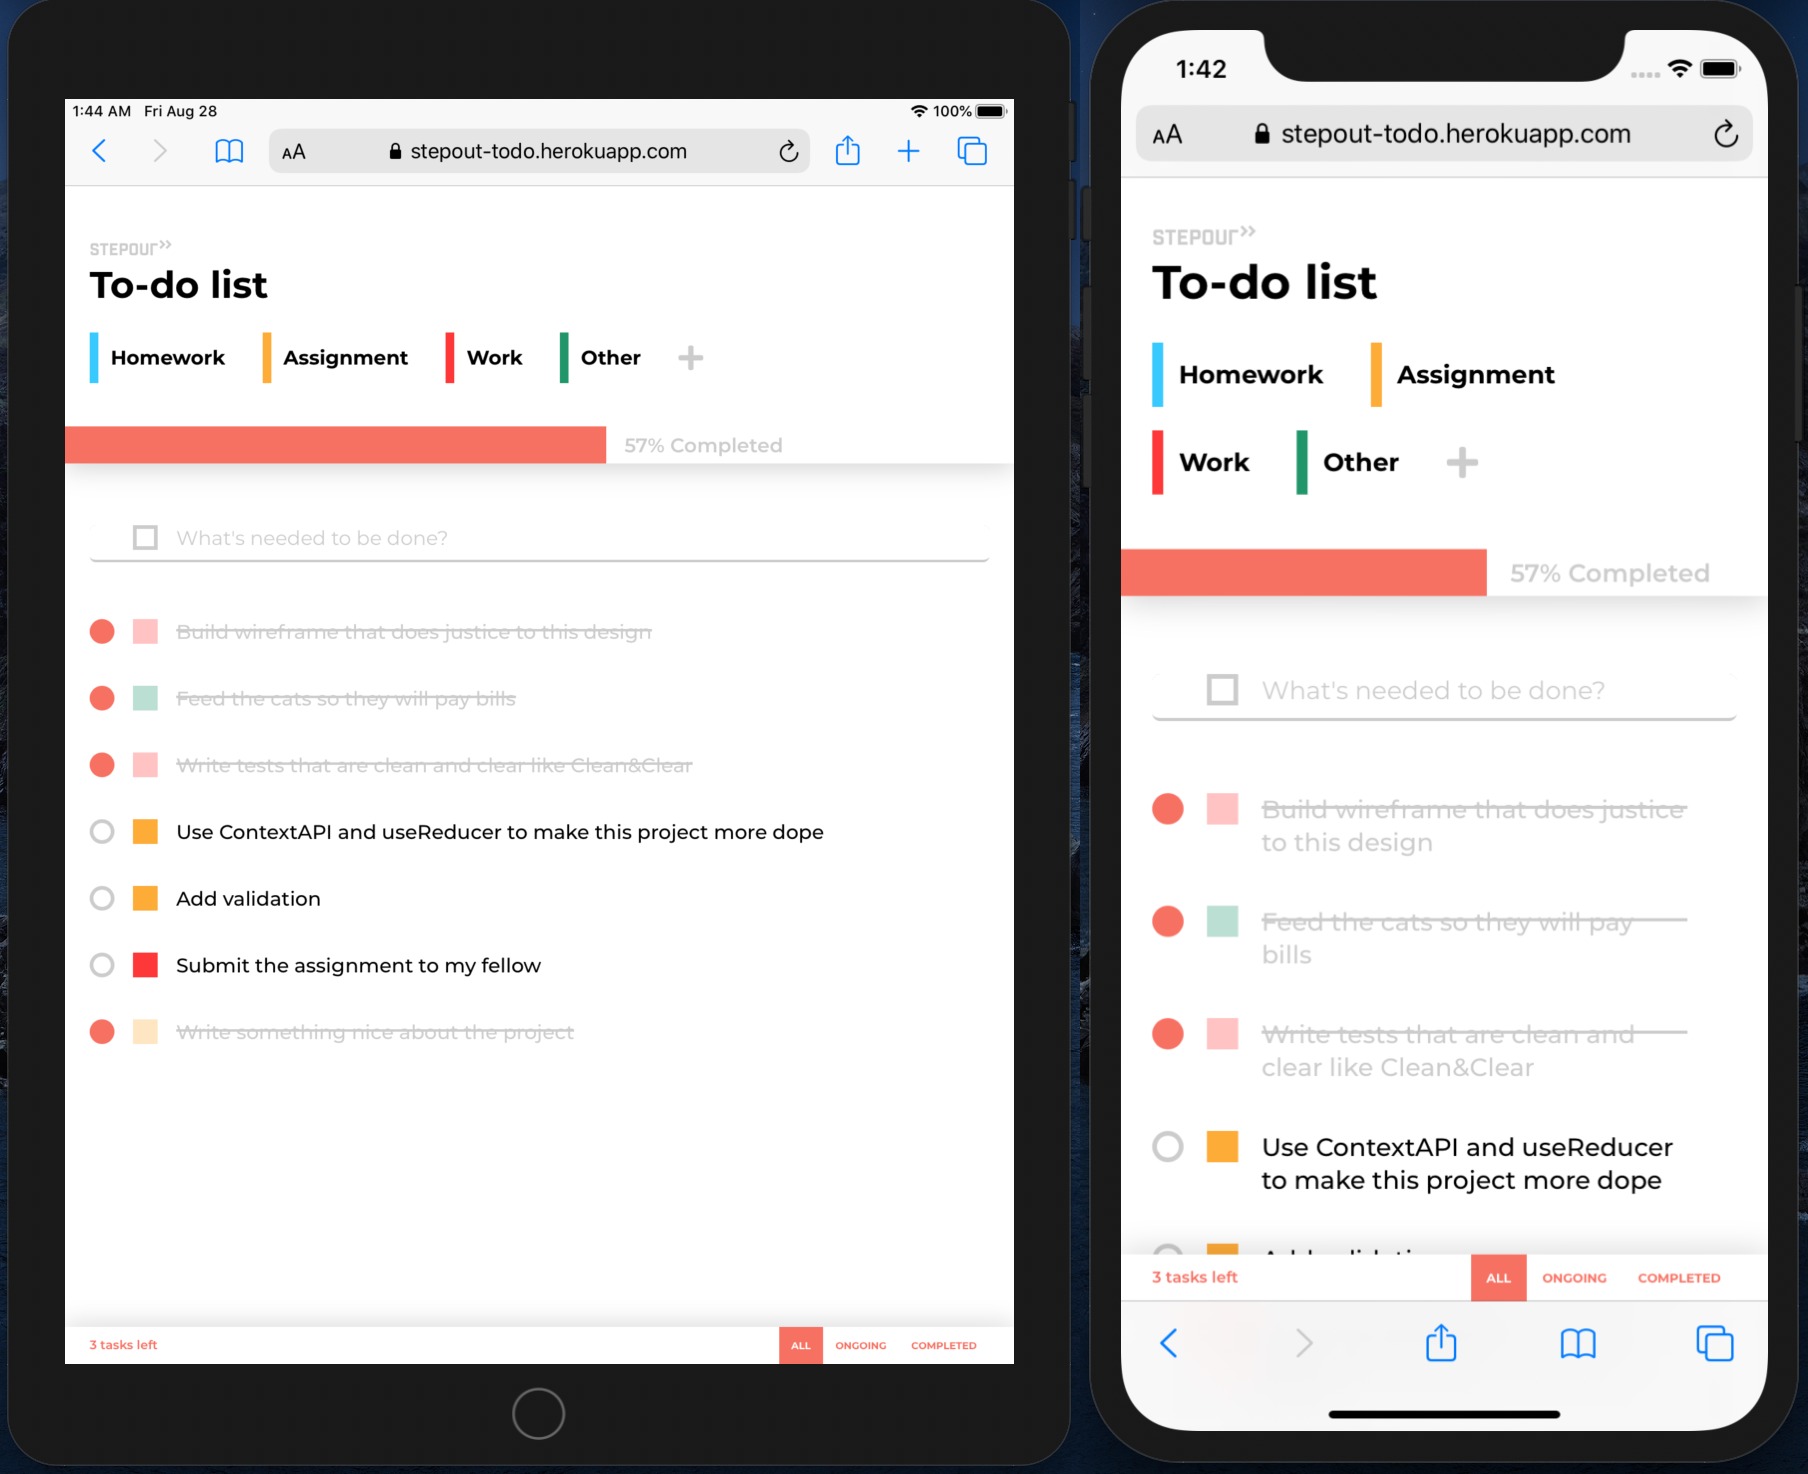 1:44 AM Fri Aug 28
100%
AA stepout-todo.herokuapp.com
STEPOUT
To-do list
Homework Assignment Work Other
57% Completed
What's needed to be done?
Build wireframe that does justice to this design
Feed the cats so they will pay bills
Write tests that are clean and clear like Clean&Clear
Use ContextAPI and useReducer to make this project more dope
Add validation
Submit the assignment to my fellow
Write something nice about the project
3 tasks left
ALL ONGOING COMPLETED
1:42
AA stepout-todo.herokuapp.com
STEPOUT
To-do list
Homework Assignment
Work Other
57% Completed
What's needed to be done?
Build wireframe that does justice
to this design
Feed the cats so they will pay
bills
Write tests that are clean and
clear like Clean&Clear
Use ContextAPI and useReducer
to make this project more dope
Add validation
3 tasks left
ALL ONGOING COMPLETED